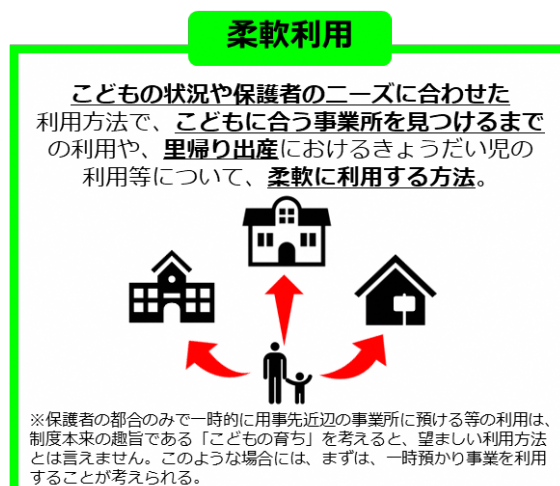 柔軟利用
こどもの状況や保護者のニーズに合わせた
利用方法で、こどもに合う事業所を見つけるまで
の利用や、里帰り出産におけるきょうだい児の
利用等について、柔軟に利用する方法。
※保護者の都合のみで一時的に用事先近辺の事業所に預ける等の利用は、
制度本来の趣旨である「こどもの育ち」を考えると、望ましい利用方法
とは言えません。このような場合には、まずは、一時預かり事業を利用
することが考えられる。